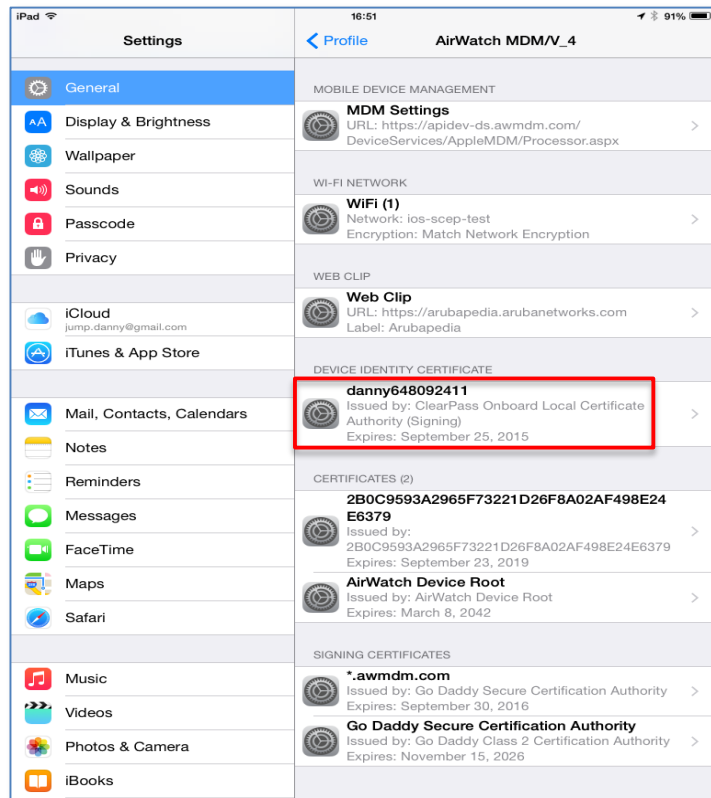 iPad 16:51 91%
Settings
Profile AirWatch MDM/V_4
General
Display & Brightness
Wallpaper
Sounds
Passcode
Privacy
iCloud
jump.danny@gmail.com
iTunes & App Store
Mail, Contacts, Calendars
Notes
Reminders
Messages
FaceTime
Maps
Safari
Music
Videos
Photos & Camera
iBooks
MOBILE DEVICE MANAGEMENT
MDM Settings
URL: https://apidev-ds.awmdm.com/
DeviceServices/AppleMDM/Processor.aspx
WI-FI NETWORK
WiFi (1)
Network: ios-scep-test
Encryption: Match Network Encryption
WEB CLIP
Web Clip
URL: https://arubapedia.arubanetworks.com
Label: Arubapedia
DEVICE IDENTITY CERTIFICATE
danny648092411
Issued by: ClearPass Onboard Local Certificate
Authority (Signing)
Expires: September 25, 2015
CERTIFICATES (2)
2B0C9593A2965F73221D26F8A02AF498E24
E6379
Issued by:
2B0C9593A2965F73221D26F8A02AF498E24E6379
Expires: September 23, 2019
AirWatch Device Root
Issued by: AirWatch Device Root
Expires: March 8, 2042
SIGNING CERTIFICATES
*.awmdm.com
Issued by: Go Daddy Secure Certification Authority
Expires: September 30, 2016
Go Daddy Secure Certification Authority
Issued by: Go Daddy Class 2 Certification Authority
Expires: November 15, 2026